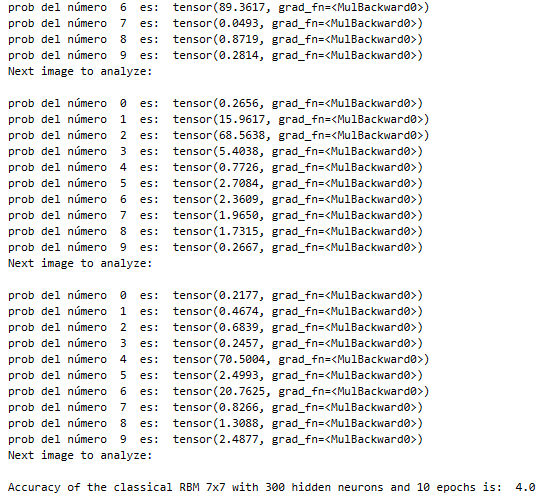 prob del número 6 es: tensor(89.3617, grad_fn=<MulBackward0>)
prob del número 7 es: tensor(0.0493, grad_fn=<MulBackward0>)
prob del número 8 es: tensor(0.8719, grad_fn=<MulBackward0>)
prob del número 9 es: tensor(0.2814, grad_fn=<MulBackward0>)
Next image to analyze:
prob del número 0 es: tensor(0.2656, grad_fn=<MulBackward0>)
prob del número 1 es: tensor(15.9617, grad_fn=<MulBackward0>)
prob del número 2 es: tensor(68.5638, grad_fn=<MulBackward0>)
prob del número 3 es: tensor(5.4038, grad_fn=<MulBackward0>)
prob del número 4 es: tensor(0.7726, grad_fn=<MulBackward0>)
prob del número 5 es: tensor(2.7084, grad_fn=<MulBackward0>)
prob del número 6 es: tensor(2.3609, grad_fn=<MulBackward0>)
prob del número 7 es: tensor(1.9650, grad_fn=<MulBackward0>)
prob del número 8 es: tensor(1.7315, grad_fn=<MulBackward0>)
prob del número 9 es: tensor(0.2667, grad_fn=<MulBackward0>)
Next image to analyze:
prob del número 0 es: tensor(0.2177, grad_fn=<MulBackward0>)
prob del número 1 es: tensor(0.4674, grad_fn=<MulBackward0>)
prob del número 2 es: tensor(0.6839, grad_fn=<MulBackward0>)
prob del número 3 es: tensor(0.2457, grad_fn=<MulBackward0>)
prob del número 4 es: tensor(70.5004, grad_fn=<MulBackward0>)
prob del número 5 es: tensor(2.4993, grad_fn=<MulBackward0>)
prob del número 6 es: tensor(20.7625, grad_fn=<MulBackward0>)
prob del número 7 es: tensor(0.8266, grad_fn=<MulBackward0>)
prob del número 8 es: tensor(1.3088, grad_fn=<MulBackward0>)
prob del número 9 es: tensor(2.4877, grad_fn=<MulBackward0>)
Next image to analyze:
Accuracy of the classical RBM 7x7 with 300 hidden neurons and 10 epochs is: 4.0